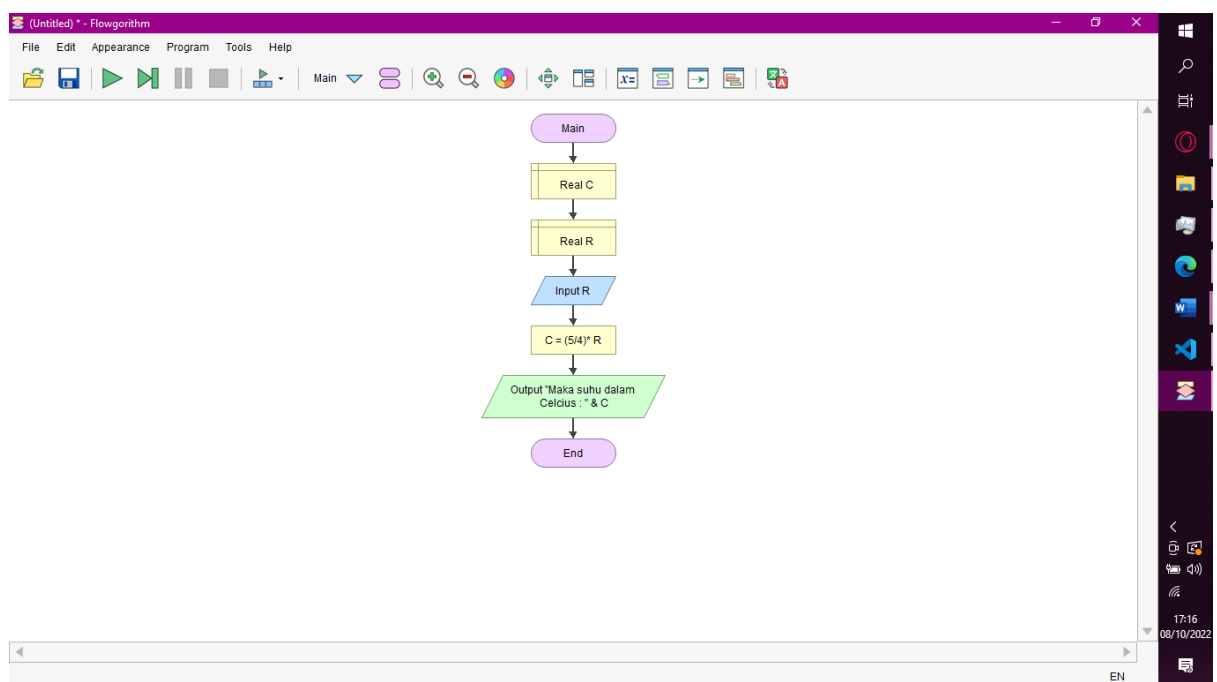 (Untitled) * - Flowgorithm
File Edit Appearance Program Tools Help
Main
Main
Real C
Real R
Input R
C = (5/4)* R
Output "Maka suhu dalam
Celcius : " & C
End
17:16
08/10/2022
EN